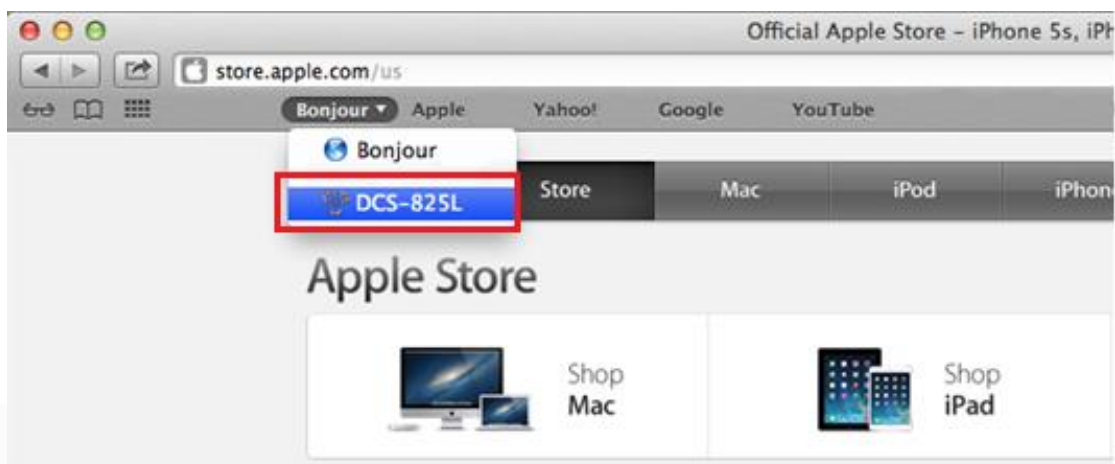 Official Apple Store – iPhone 5s, iPh
store.apple.com/us
Bonjour Apple Yahoo! Google YouTube
Bonjour
DCS-825L
Store Mac iPod iPhon
Apple Store
Shop
Mac
Shop
iPad